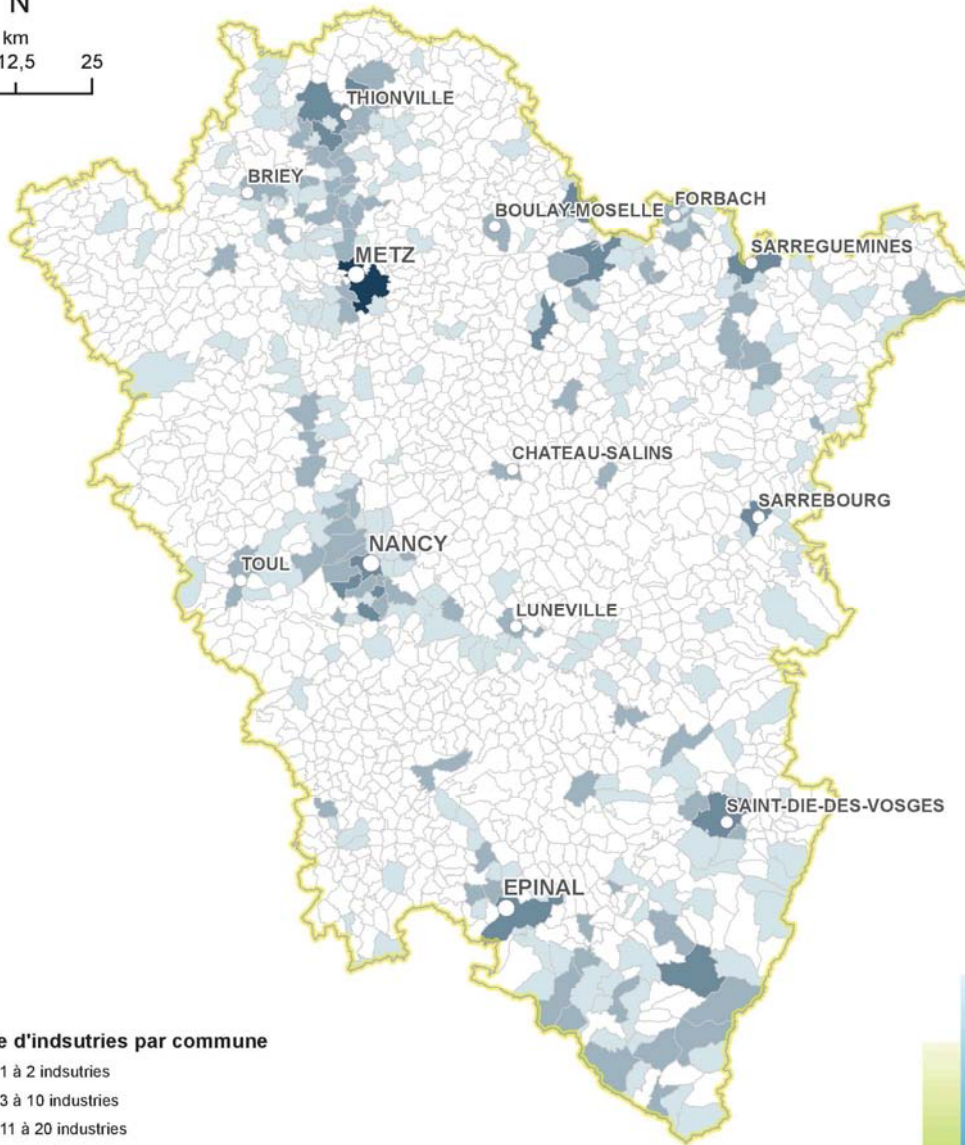 N
km
12,5 25
THIONVILLE
BRIEY
FORBACH
BOULAY-MOSELLE
SARREGUEMINES
METZ
CHATEAU-SALINS
SARREBOURG
NANCY
TOUL
LUNEVILLE
SAINT-DIE-DES-VOSGES
EPINAL
e d'indsutries par commune
1 à 2 indsutries
3 à 10 industries
11 à 20 industries